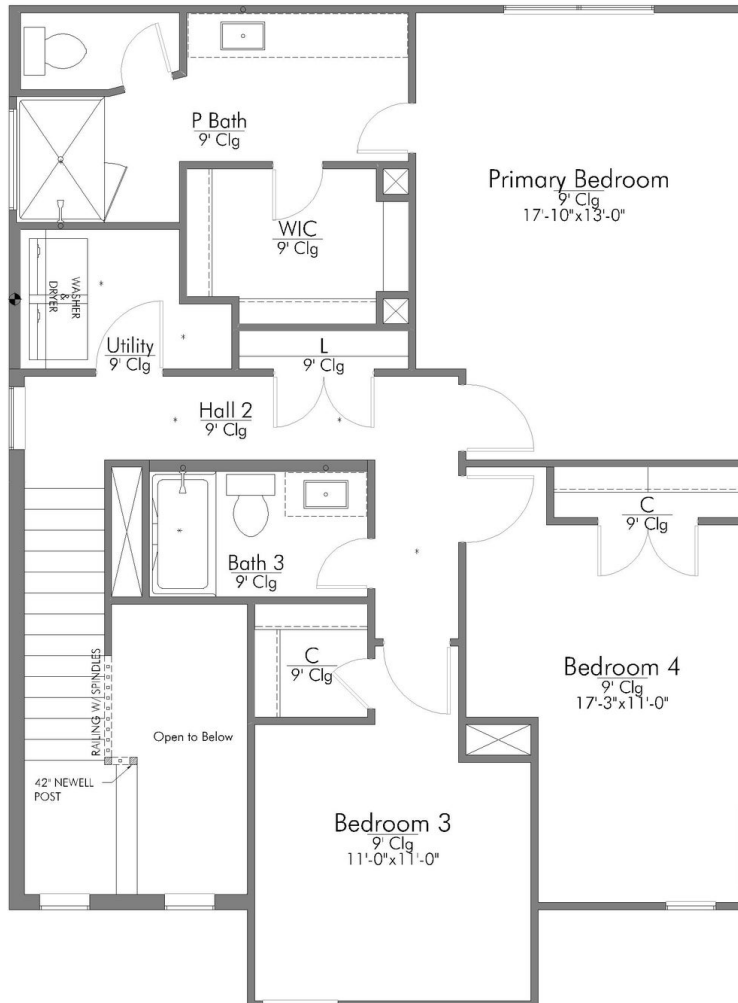 P Bath
9' Clg
Primary Bedroom
9' Clg
17'-10"x13'-0"
WIC
9' Clg
WASHER
&
DRYER
Utility
9' Clg
L
9' Clg
Hall 2
9' Clg
C
9' Clg
Bath 3
9' Clg
C
9' Clg
Bedroom 4
9' Clg
17'-3"x11'-0"
RAILING W/ SPINDLES
Open to Below
42" NEWELL
POST
Bedroom 3
9' Clg
11'-0"x11'-0"